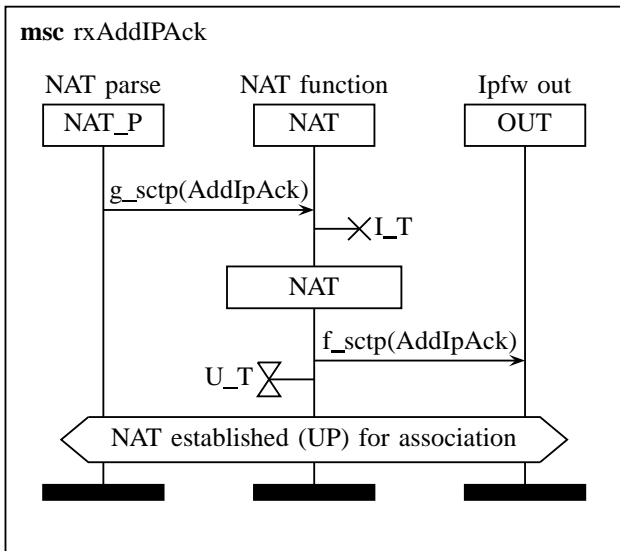 msc rxAddIPAck
NAT parse NAT function Ipfw out
NAT_P NAT OUT
g_sctp(AddIpAck)
I_T
NAT
f_sctp(AddIpAck)
U_T
NAT established (UP) for association